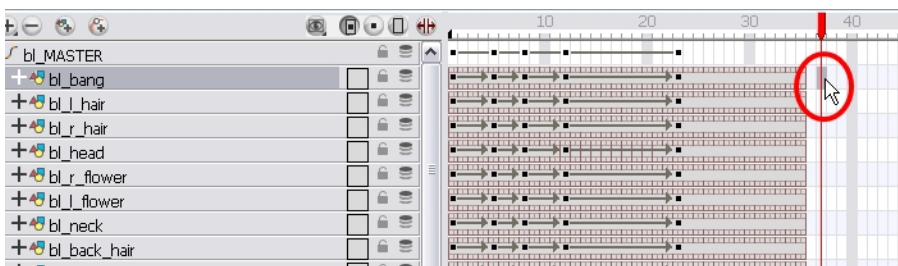 10 20 30 40
bl_MASTER
bl_bang
bl_l_hair
bl_r_hair
bl_head
bl_r_flower
bl_l_flower
bl_neck
bl_back_hair